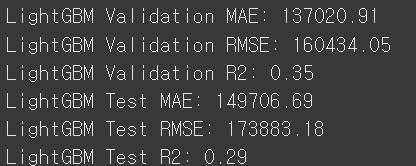 LightGBM Validation MAE: 137020.91
LightGBM Validation RMSE: 160434.05
LightGBM Validation R2: 0.35
LightGBM Test MAE: 149706.69
LightGBM Test RMSE: 173883.18
LightGBM Test R2: 0.29